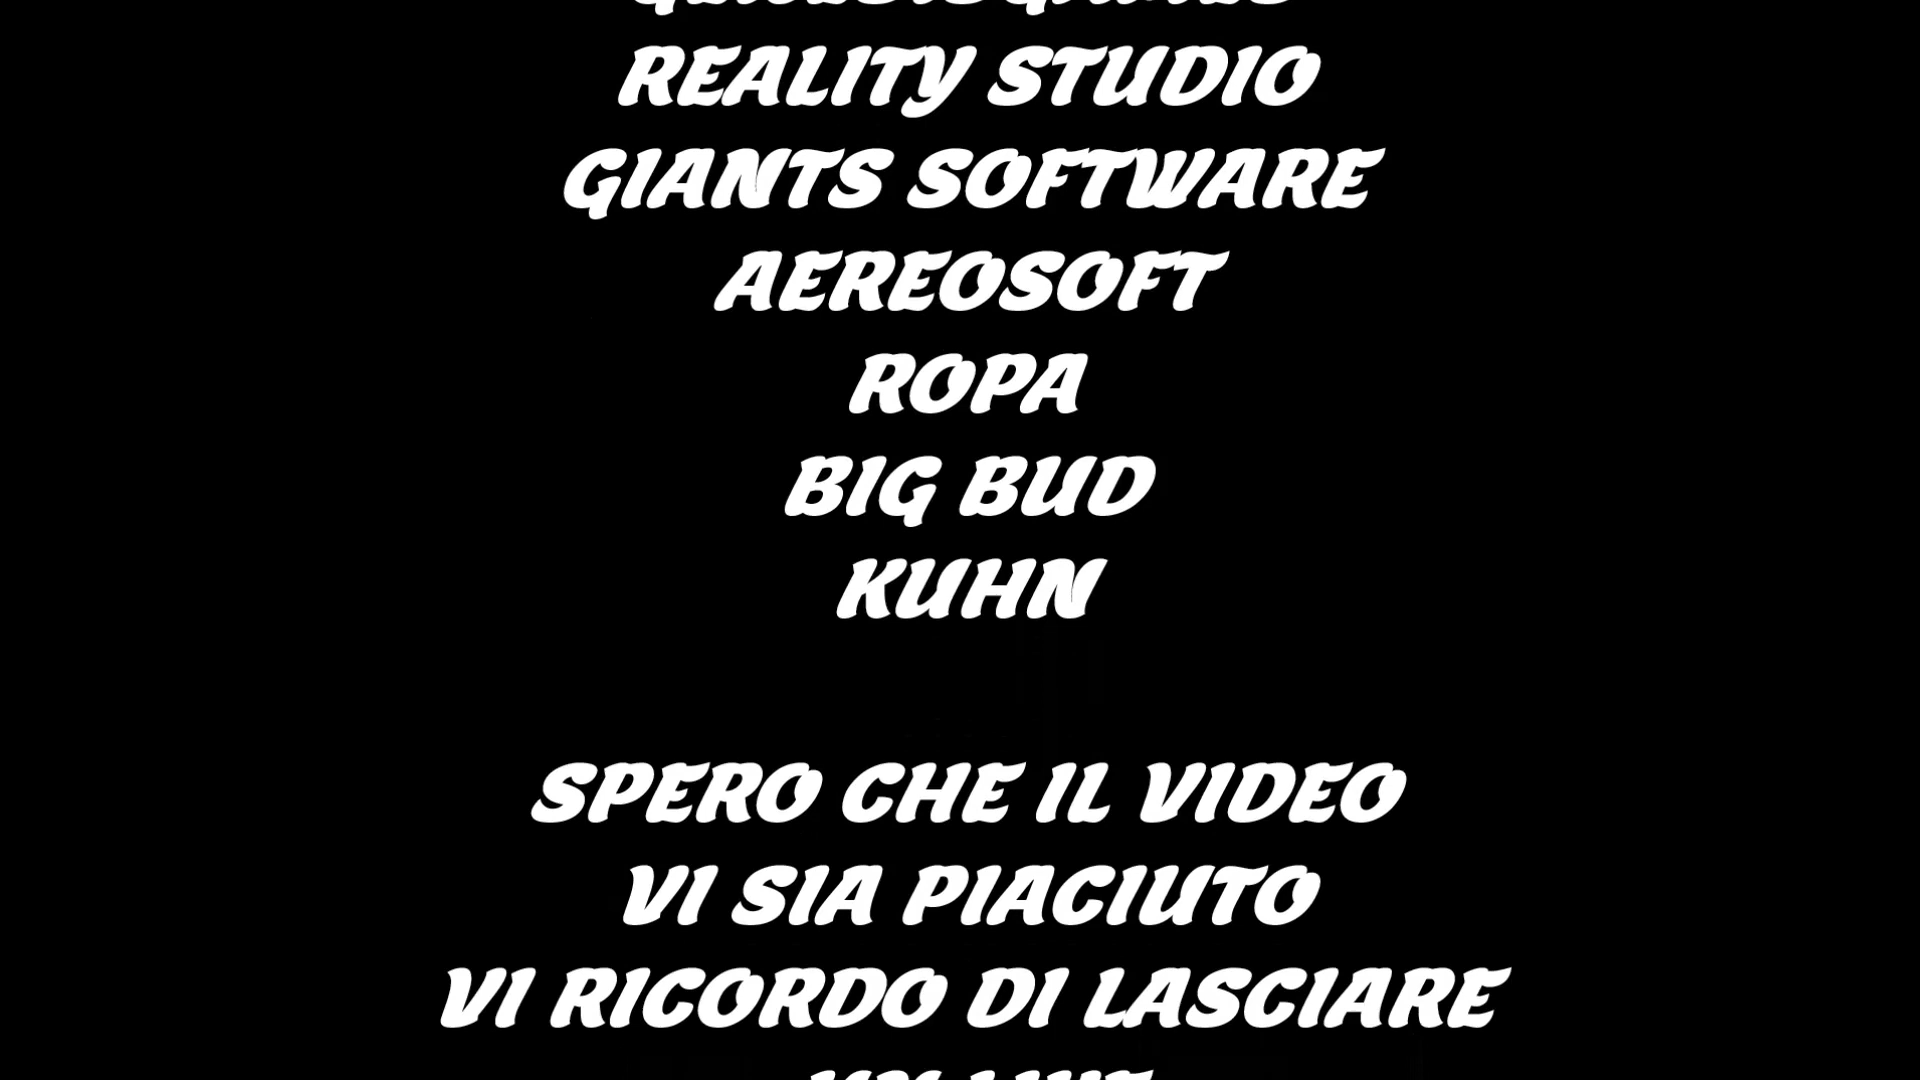 REALITY STUDIO
GIANTS SOFTWARE
AEREOSOFT
ROPA
BIG BUD
KUHN
SPERO CHE IL VIDEO
VI SIA PIACIUTO
VI RICORDO DI LASCIARE